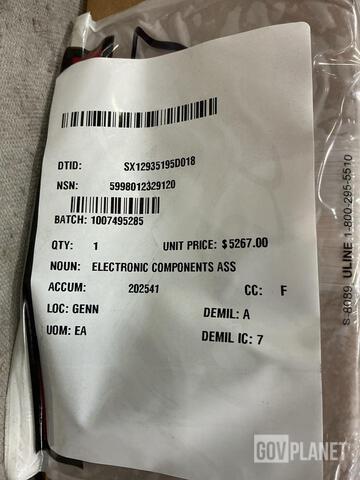 DTID: SX12935195D018
NSN: 5998012329120
BATCH: 1007495285
QTY: 1 UNIT PRICE: $5267.00
NOUN: ELECTRONIC COMPONENTS ASS
ACCUM: 202541 CC: F
LOC: GENN DEMIL: A
UOM: EA DEMIL IC: 7
S-8089 ULINE 1-800-295-5510
GOVPLANET